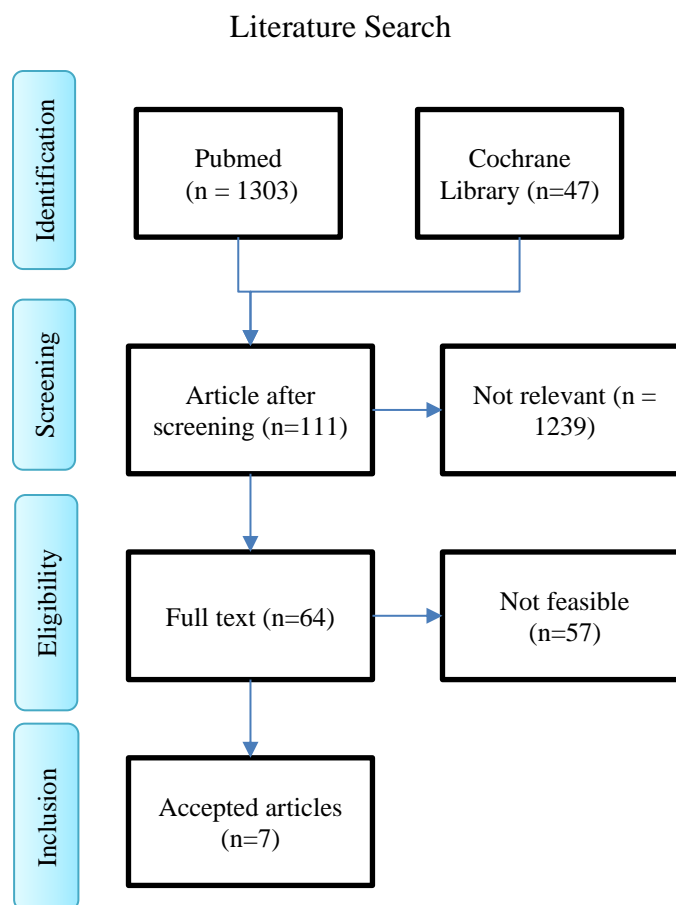 Literature Search
Identification
Pubmed
(n = 1303)
Cochrane
Library (n=47)
Screening
Article after
screening (n=111)
Not relevant (n =
1239)
Eligibility
Full text (n=64)
Not feasible
(n=57)
Inclusion
Accepted articles
(n=7)